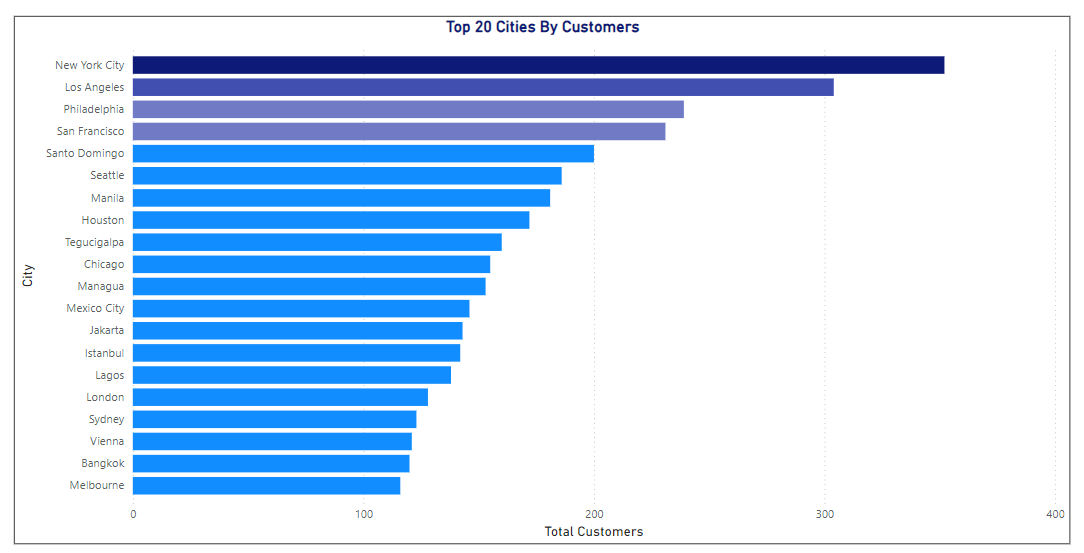 Top 20 Cities By Customers
New York City
Los Angeles
Philadelphia
San Francisco
Santo Domingo
Seattle
Manila
Houston
Tegucigalpa
Chicago
Managua
Mexico City
Jakarta
Istanbul
Lagos
London
Sydney
Vienna
Bangkok
Melbourne
City
0 100 200 300 400
Total Customers